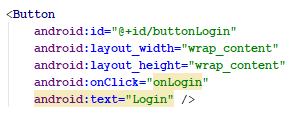 <Button
android:id="@+id/buttonLogin"
android:layout_width="wrap_content"
android:layout_height="wrap_content"
android:onClick="onLogin"
android:text="Login" />